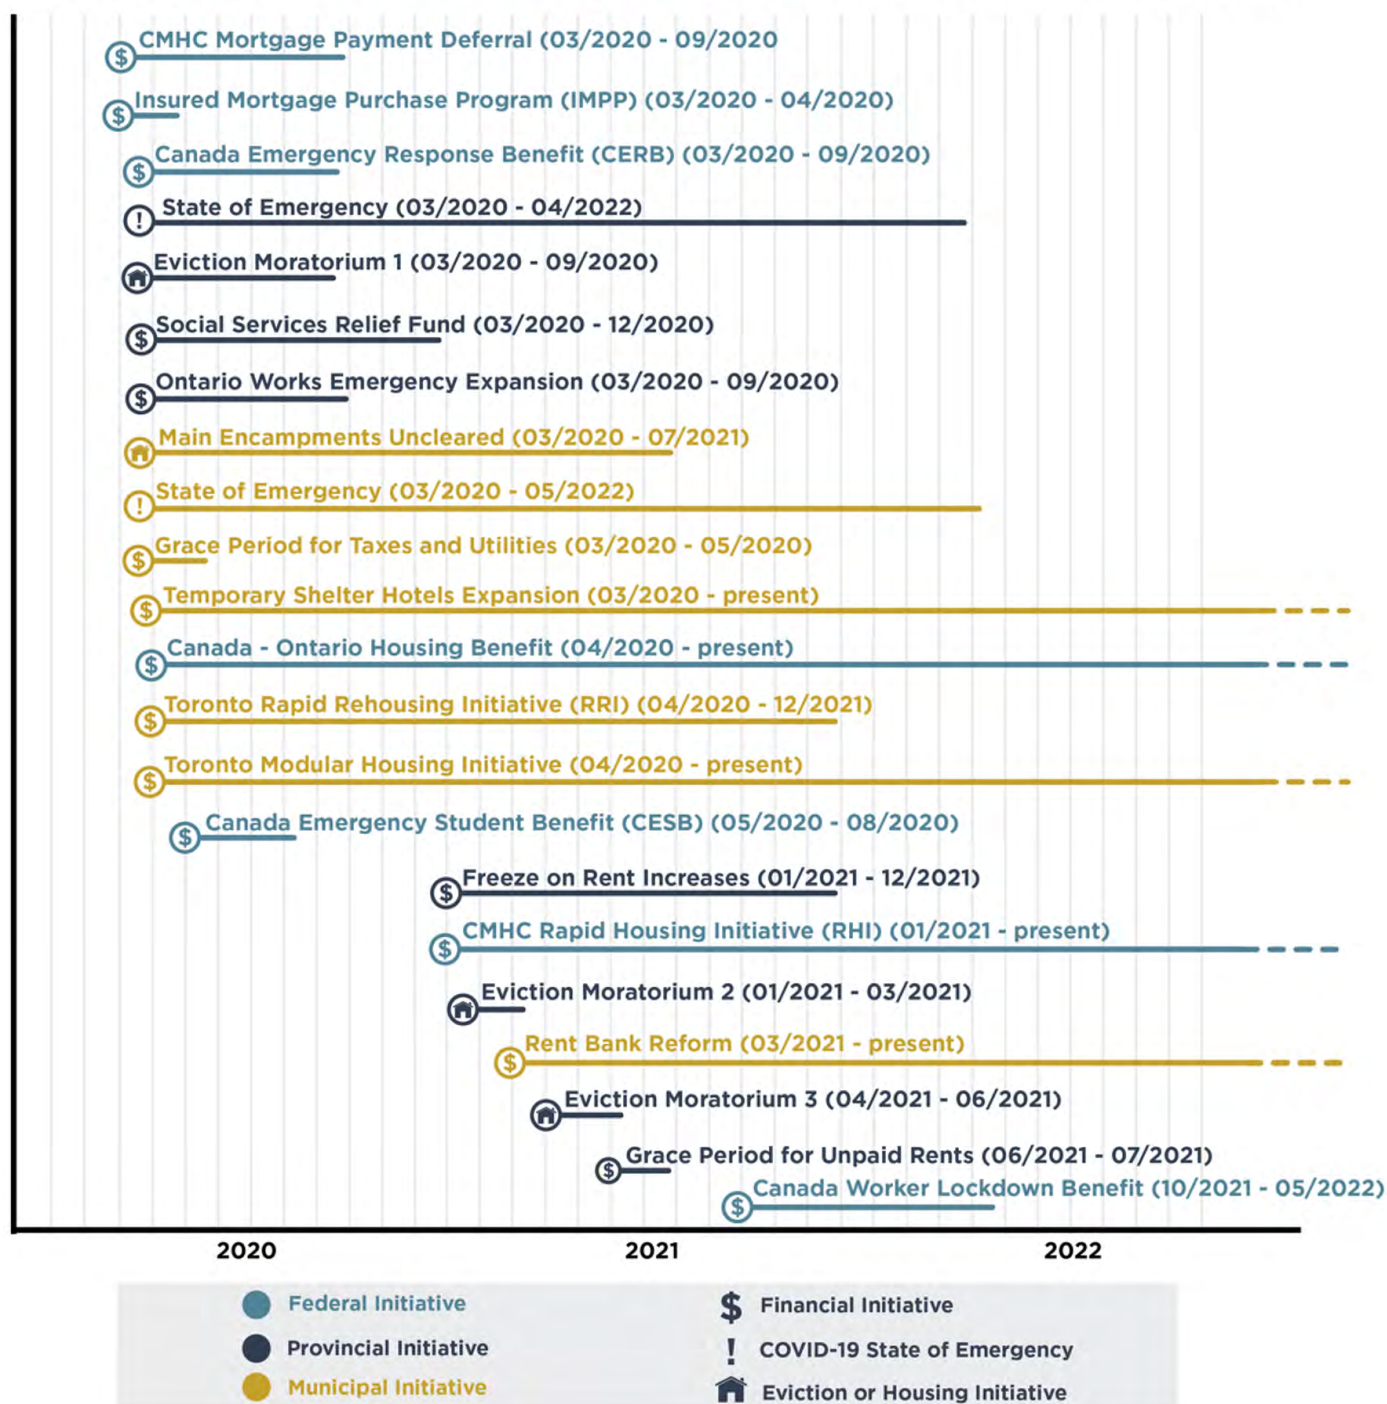 CMHC Mortgage Payment Deferral (03/2020 - 09/2020
$
Insured Mortgage Purchase Program (IMPP) (03/2020 - 04/2020)
$
Canada Emergency Response Benefit (CERB) (03/2020 - 09/2020)
$
State of Emergency (03/2020 - 04/2022)
!
Eviction Moratorium 1 (03/2020 - 09/2020)
Social Services Relief Fund (03/2020 - 12/2020)
$
Ontario Works Emergency Expansion (03/2020 - 09/2020)
$
Main Encampments Uncleared (03/2020 - 07/2021)
State of Emergency (03/2020 - 05/2022)
!
Grace Period for Taxes and Utilities (03/2020 - 05/2020)
$
Temporary Shelter Hotels Expansion (03/2020 - present)
$
Canada - Ontario Housing Benefit (04/2020 - present)
$
Toronto Rapid Rehousing Initiative (RRI) (04/2020 - 12/2021)
$
Toronto Modular Housing Initiative (04/2020 - present)
$
Canada Emergency Student Benefit (CESB) (05/2020 - 08/2020)
$
Freeze on Rent Increases (01/2021 - 12/2021)
$
CMHC Rapid Housing Initiative (RHI) (01/2021 - present)
$
Eviction Moratorium 2 (01/2021 - 03/2021)
Rent Bank Reform (03/2021 - present)
$
Eviction Moratorium 3 (04/2021 - 06/2021)
Grace Period for Unpaid Rents (06/2021 - 07/2021)
$
Canada Worker Lockdown Benefit (10/2021 - 05/2022)
$
2020 2021 2022
Federal Initiative
Provincial Initiative
Municipal Initiative
$ Financial Initiative
! COVID-19 State of Emergency
Eviction or Housing Initiative